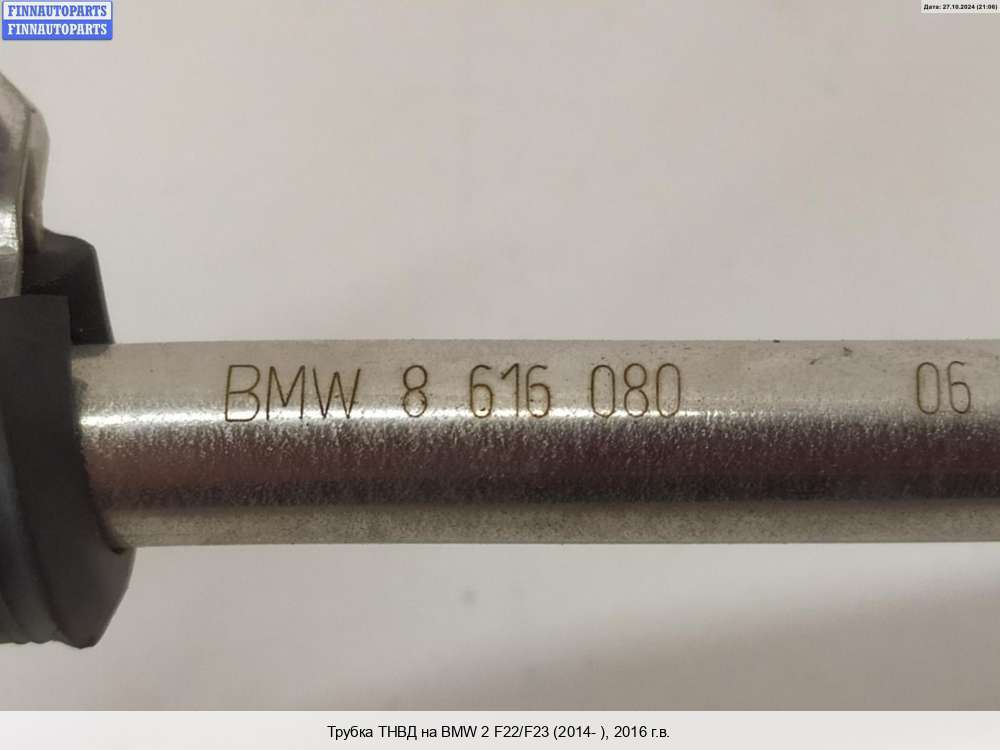 FINNAUTOPARTS
FINNAUTOPARTS
Дата: 27.10.2024 (21:06)
BMW 8 616 080 06
Трубка ТНВД на BMW 2 F22/F23 (2014- ), 2016 г.в.